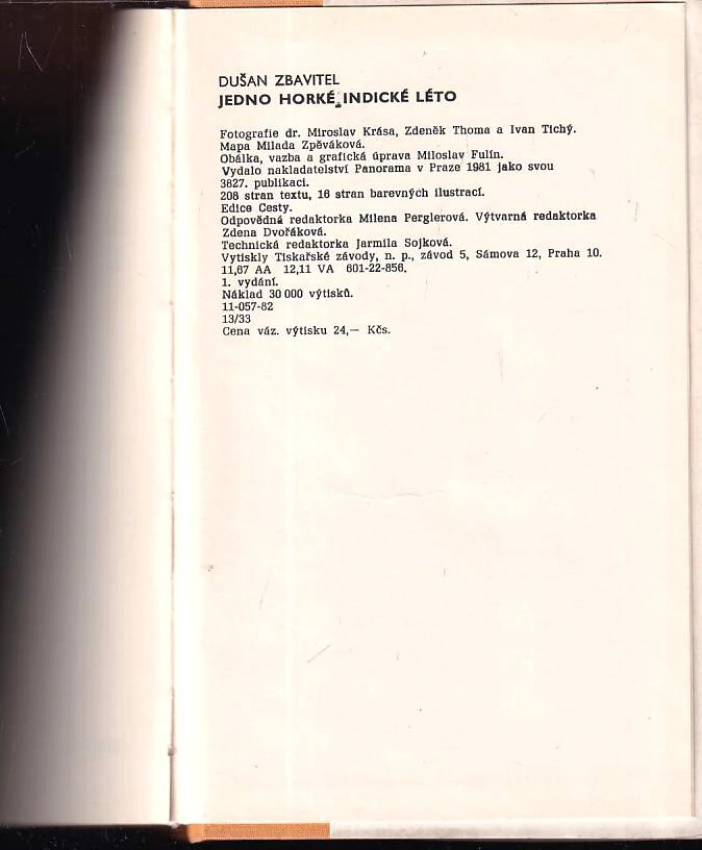 DUŠAN ZBAVITEL
JEDNO HORKÉ INDICKÉ LÉTO
Fotografie dr. Miroslav Krása, Zdeněk Thoma a Ivan Tichý.
Mapa Milada Zpěváková.
Obálka, vazba a grafická úprava Miloslav Fulín.
Vydalo nakladatelství Panorama v Praze 1981 jako svou
3827. publikaci.
208 stran textu, 16 stran barevných ilustrací.
Edice Cesty.
Odpovědná redaktorka Milena Perglerová. Výtvarná redaktorka
Zdena Dvořáková.
Technická redaktorka Jarmila Sojková.
Vytiskly Tiskařské závody, n. p., závod 5, Sámova 12, Praha 10.
11,67 AA 12,11 VA 601-22-856.
1. vydání.
Náklad 30 000 výtisků.
11-057-82
13/33
Cena váz. výtisku 24,— Kčs.